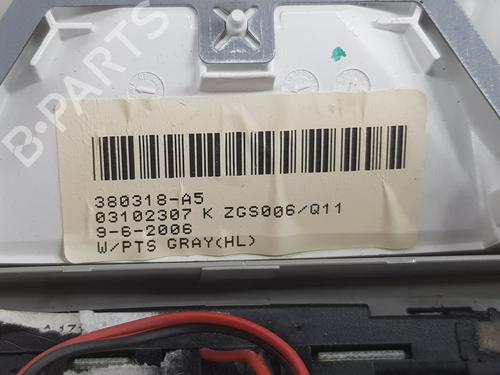 B-PARTS
380318-A5
03102307 K ZGS006/Q11
9-6-2006
W/PTS GRAY(HL)